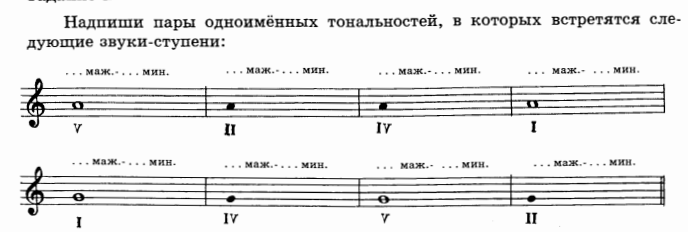 Надпиши пары одноимённых тональностей, в которых встретятся сле-
дующие звуки-ступени:
...маж.-...мин. ...маж.-...мин. ...маж.-...мин. ...маж.- ...мин.
V II IV I
...маж.-...мин. ...маж.-...мин. ...маж.- ...мин. ...маж.-...мин.
I IV V II